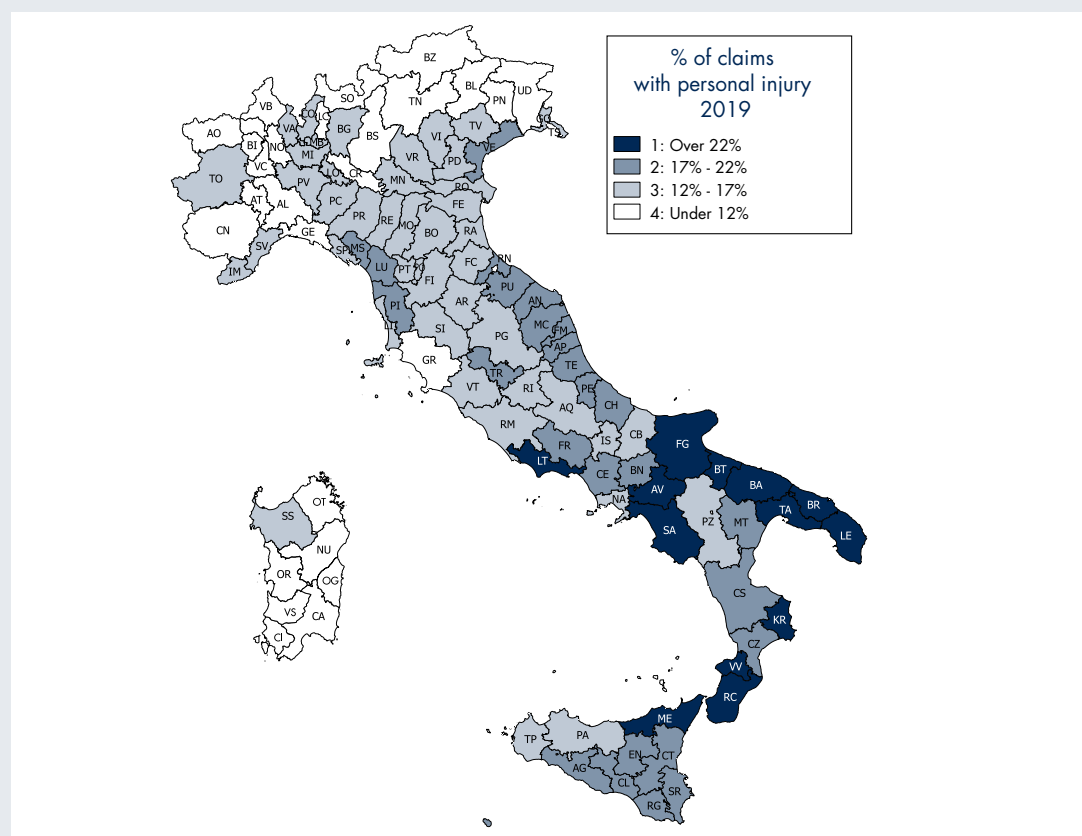 % of claims
with personal injury
2019
1: Over 22%
2: 17% - 22%
3: 12% - 17%
4: Under 12%
BZ
SO
TN
BL
PN
UD
VB
CO
LC
GO
TS
AO
VA
BG
BS
VI
TV
BI
NO
MB
MI
VR
PD
VE
VC
LO
CR
TO
PV
MN
RO
AT
AL
PC
FE
CN
GE
PR
RE
MO
BO
RA
SV
SP
MS
IM
LU
PT
PO
FI
FC
RN
PU
PI
AR
AN
LI
SI
PG
MC
FM
AP
GR
TR
TE
VT
RI
PE
AQ
CH
RM
IS
CB
FR
FG
LT
CE
BN
BT
AV
BA
NA
SA
PZ
MT
TA
BR
LE
SS
OT
NU
OR
OG
VS
CA
CI
CS
KR
CZ
VV
RC
ME
TP
PA
EN
CT
AG
CL
SR
RG